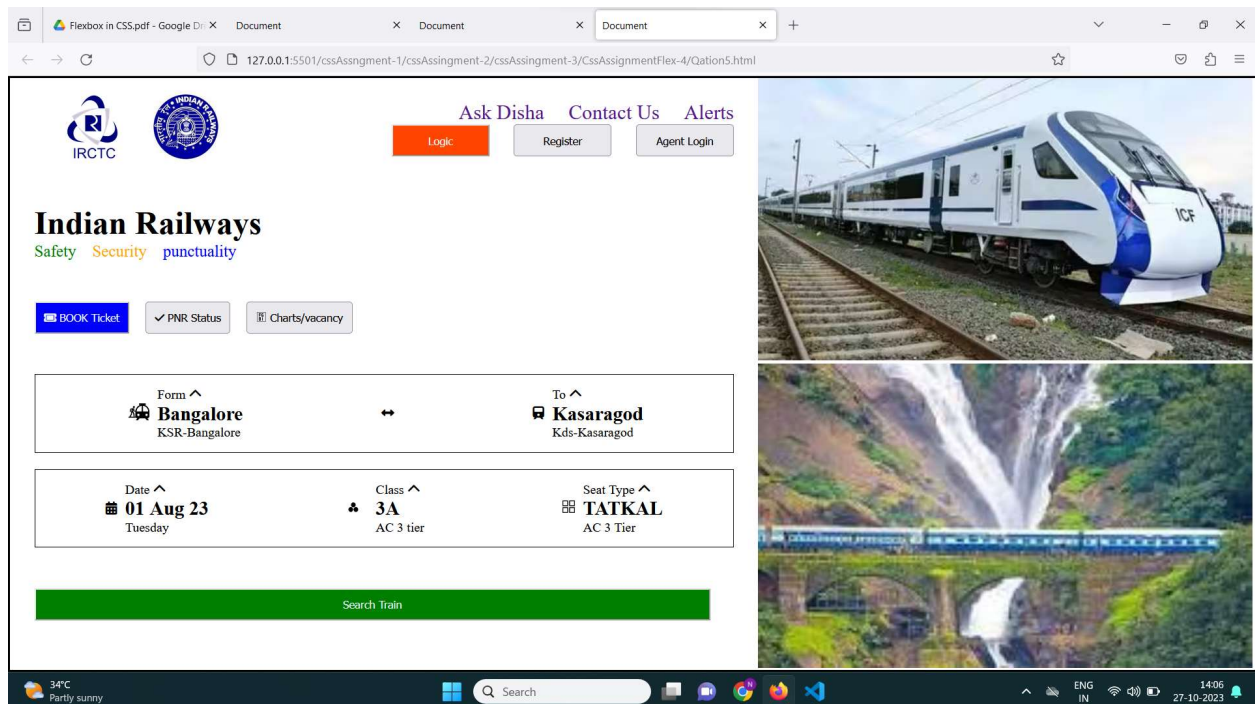 Flexbox in CSS.pdf - Google Dri
Document
Document
Document
127.0.0.1:5501/cssAssngment-1/cssAssingment-2/cssAssingment-3/CssAssignmentFlex-4/Qation5.html
IRCTC
INDIAN RAILWAYS
Ask Disha Contact Us Alerts
Logic Register Agent Login
Indian Railways
Safety Security punctuality
BOOK Ticket PNR Status Charts/vacancy
Form To
Bangalore Kasaragod
KSR-Bangalore Kds-Kasaragod
Date Class Seat Type
01 Aug 23 3A TATKAL
Tuesday AC 3 tier AC 3 Tier
Search Train
ICF
34°C
Partly sunny
Search
ENG
IN
14:06
27-10-2023